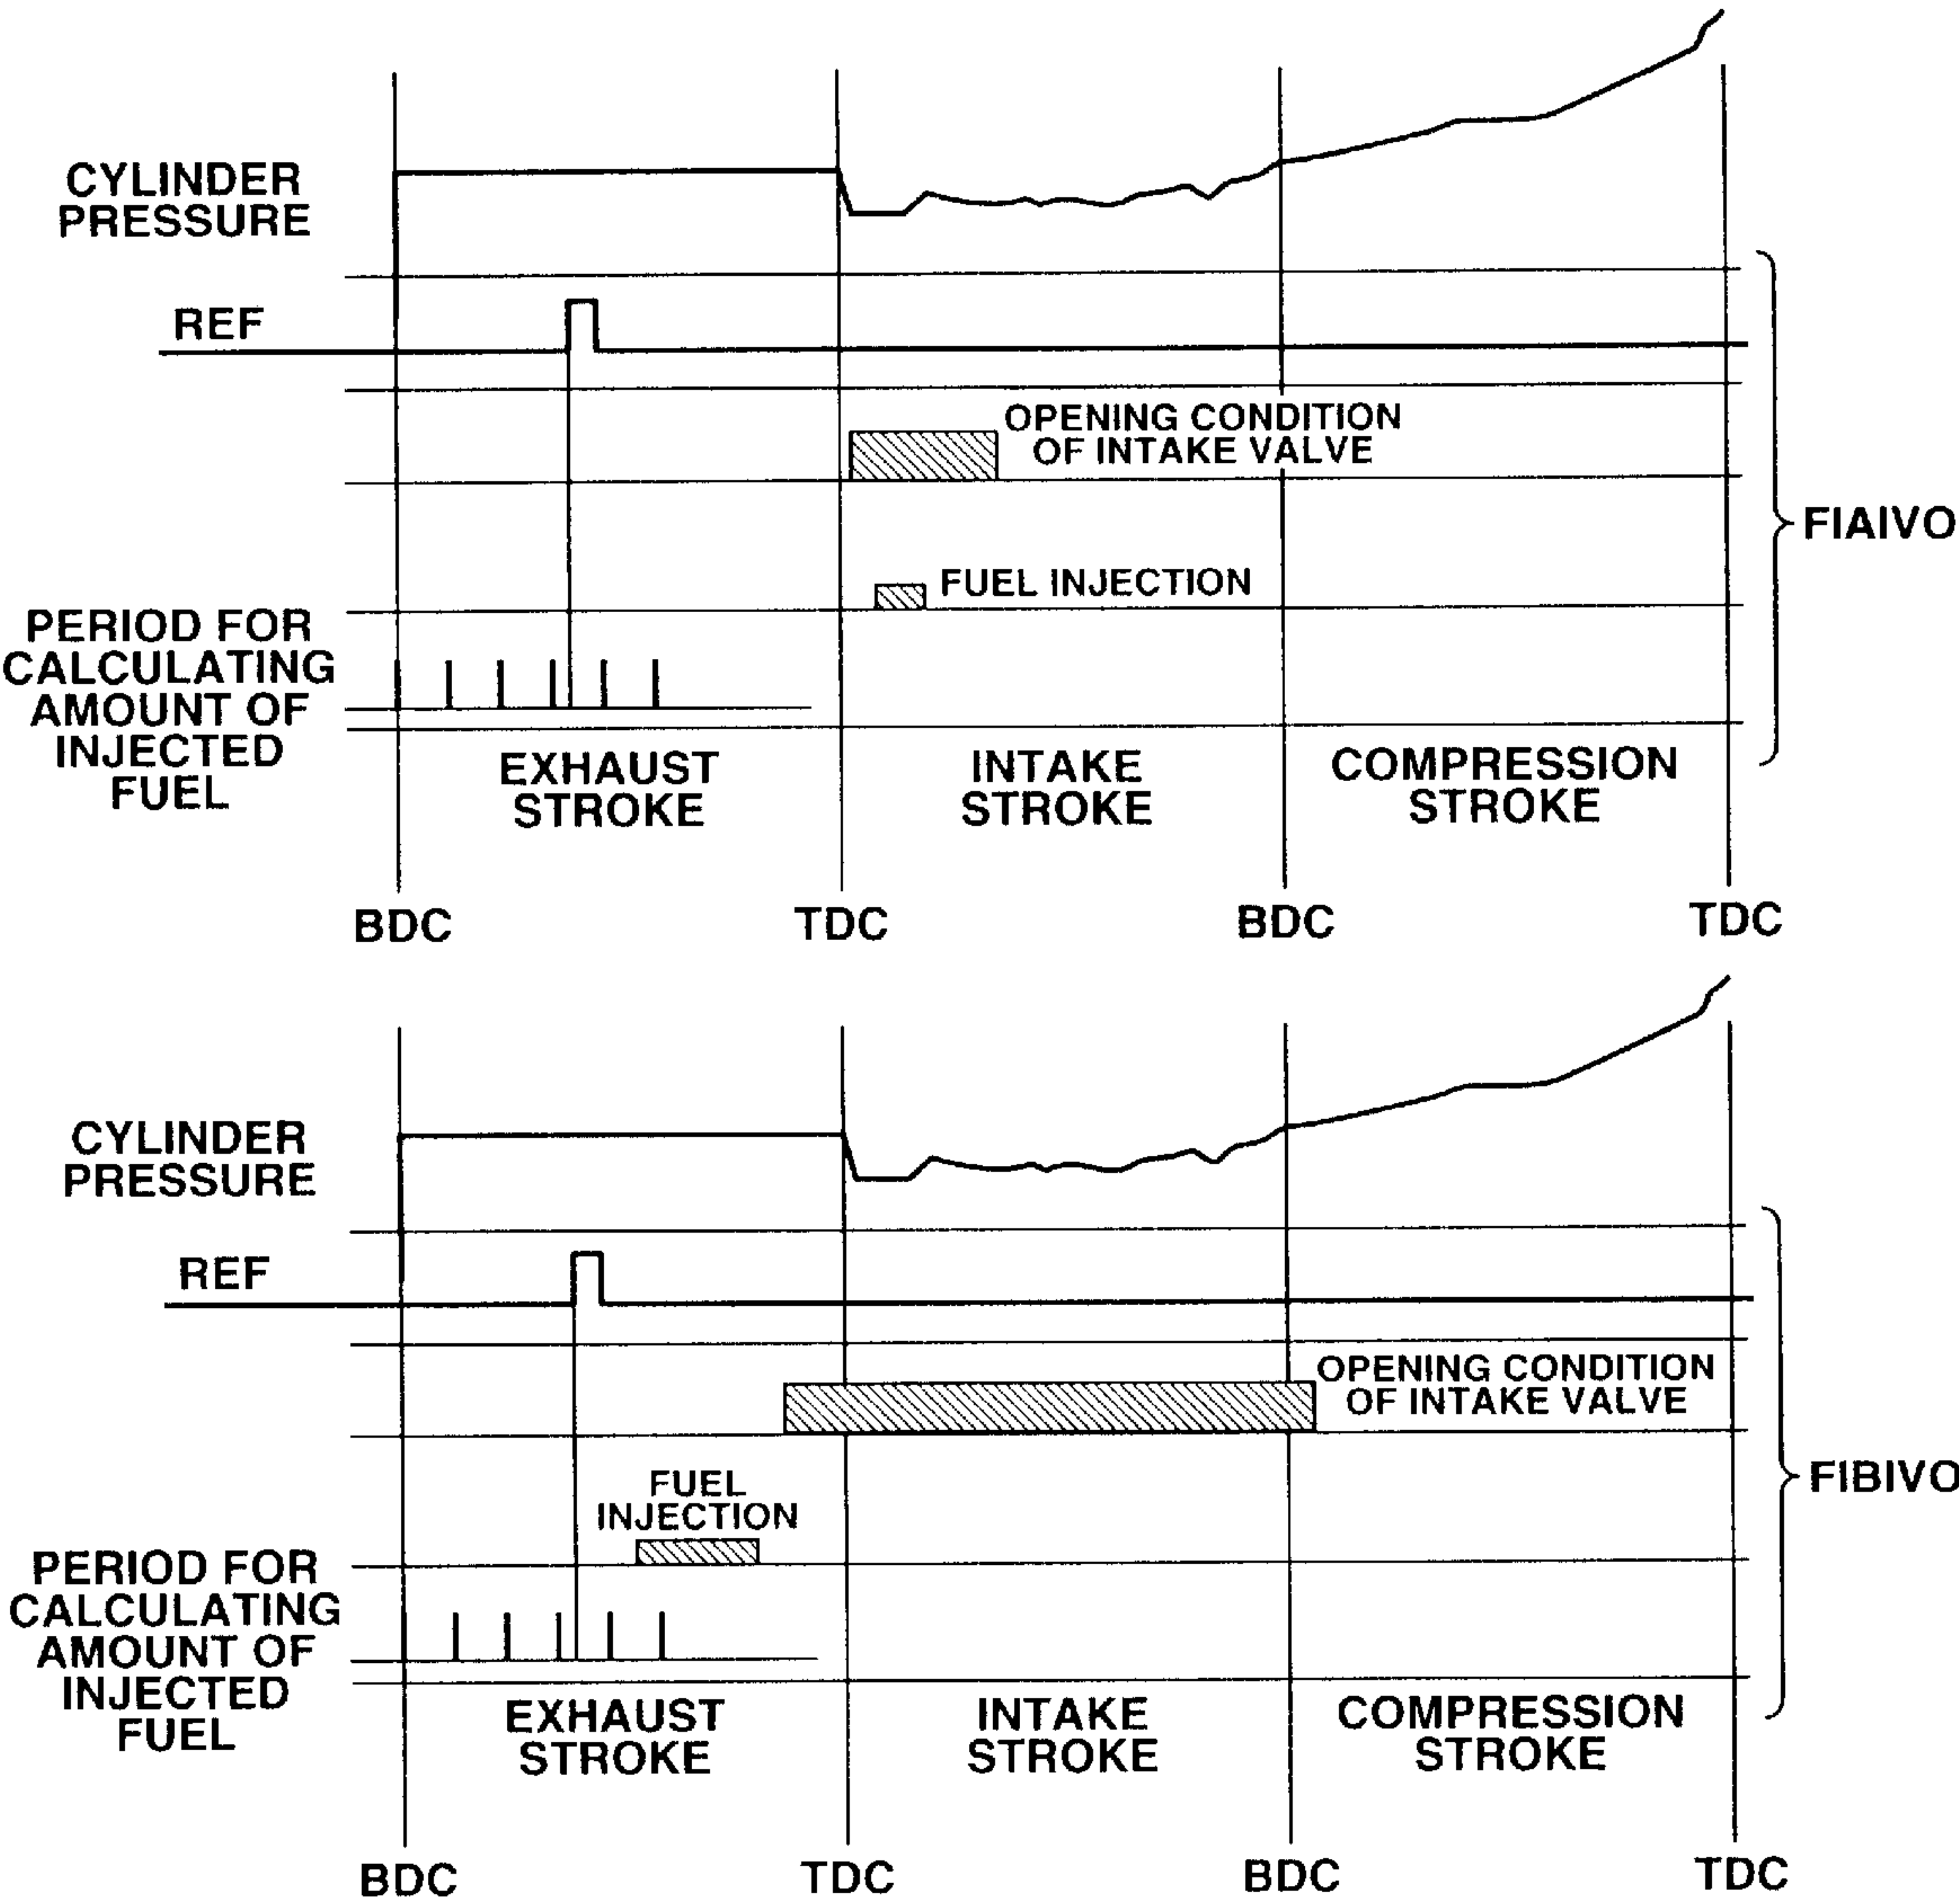 CYLINDER
PRESSURE
REF
OPENING CONDITION
OF INTAKE VALVE
FIAIVO
FUEL INJECTION
PERIOD FOR
CALCULATING
AMOUNT OF
INJECTED
FUEL
EXHAUST
STROKE
INTAKE
STROKE
COMPRESSION
STROKE
BDC
TDC
BDC
TDC
CYLINDER
PRESSURE
REF
OPENING CONDITION
OF INTAKE VALVE
FIBIVO
FUEL
INJECTION
PERIOD FOR
CALCULATING
AMOUNT OF
INJECTED
FUEL
EXHAUST
STROKE
INTAKE
STROKE
COMPRESSION
STROKE
BDC
TDC
BDC
TDC